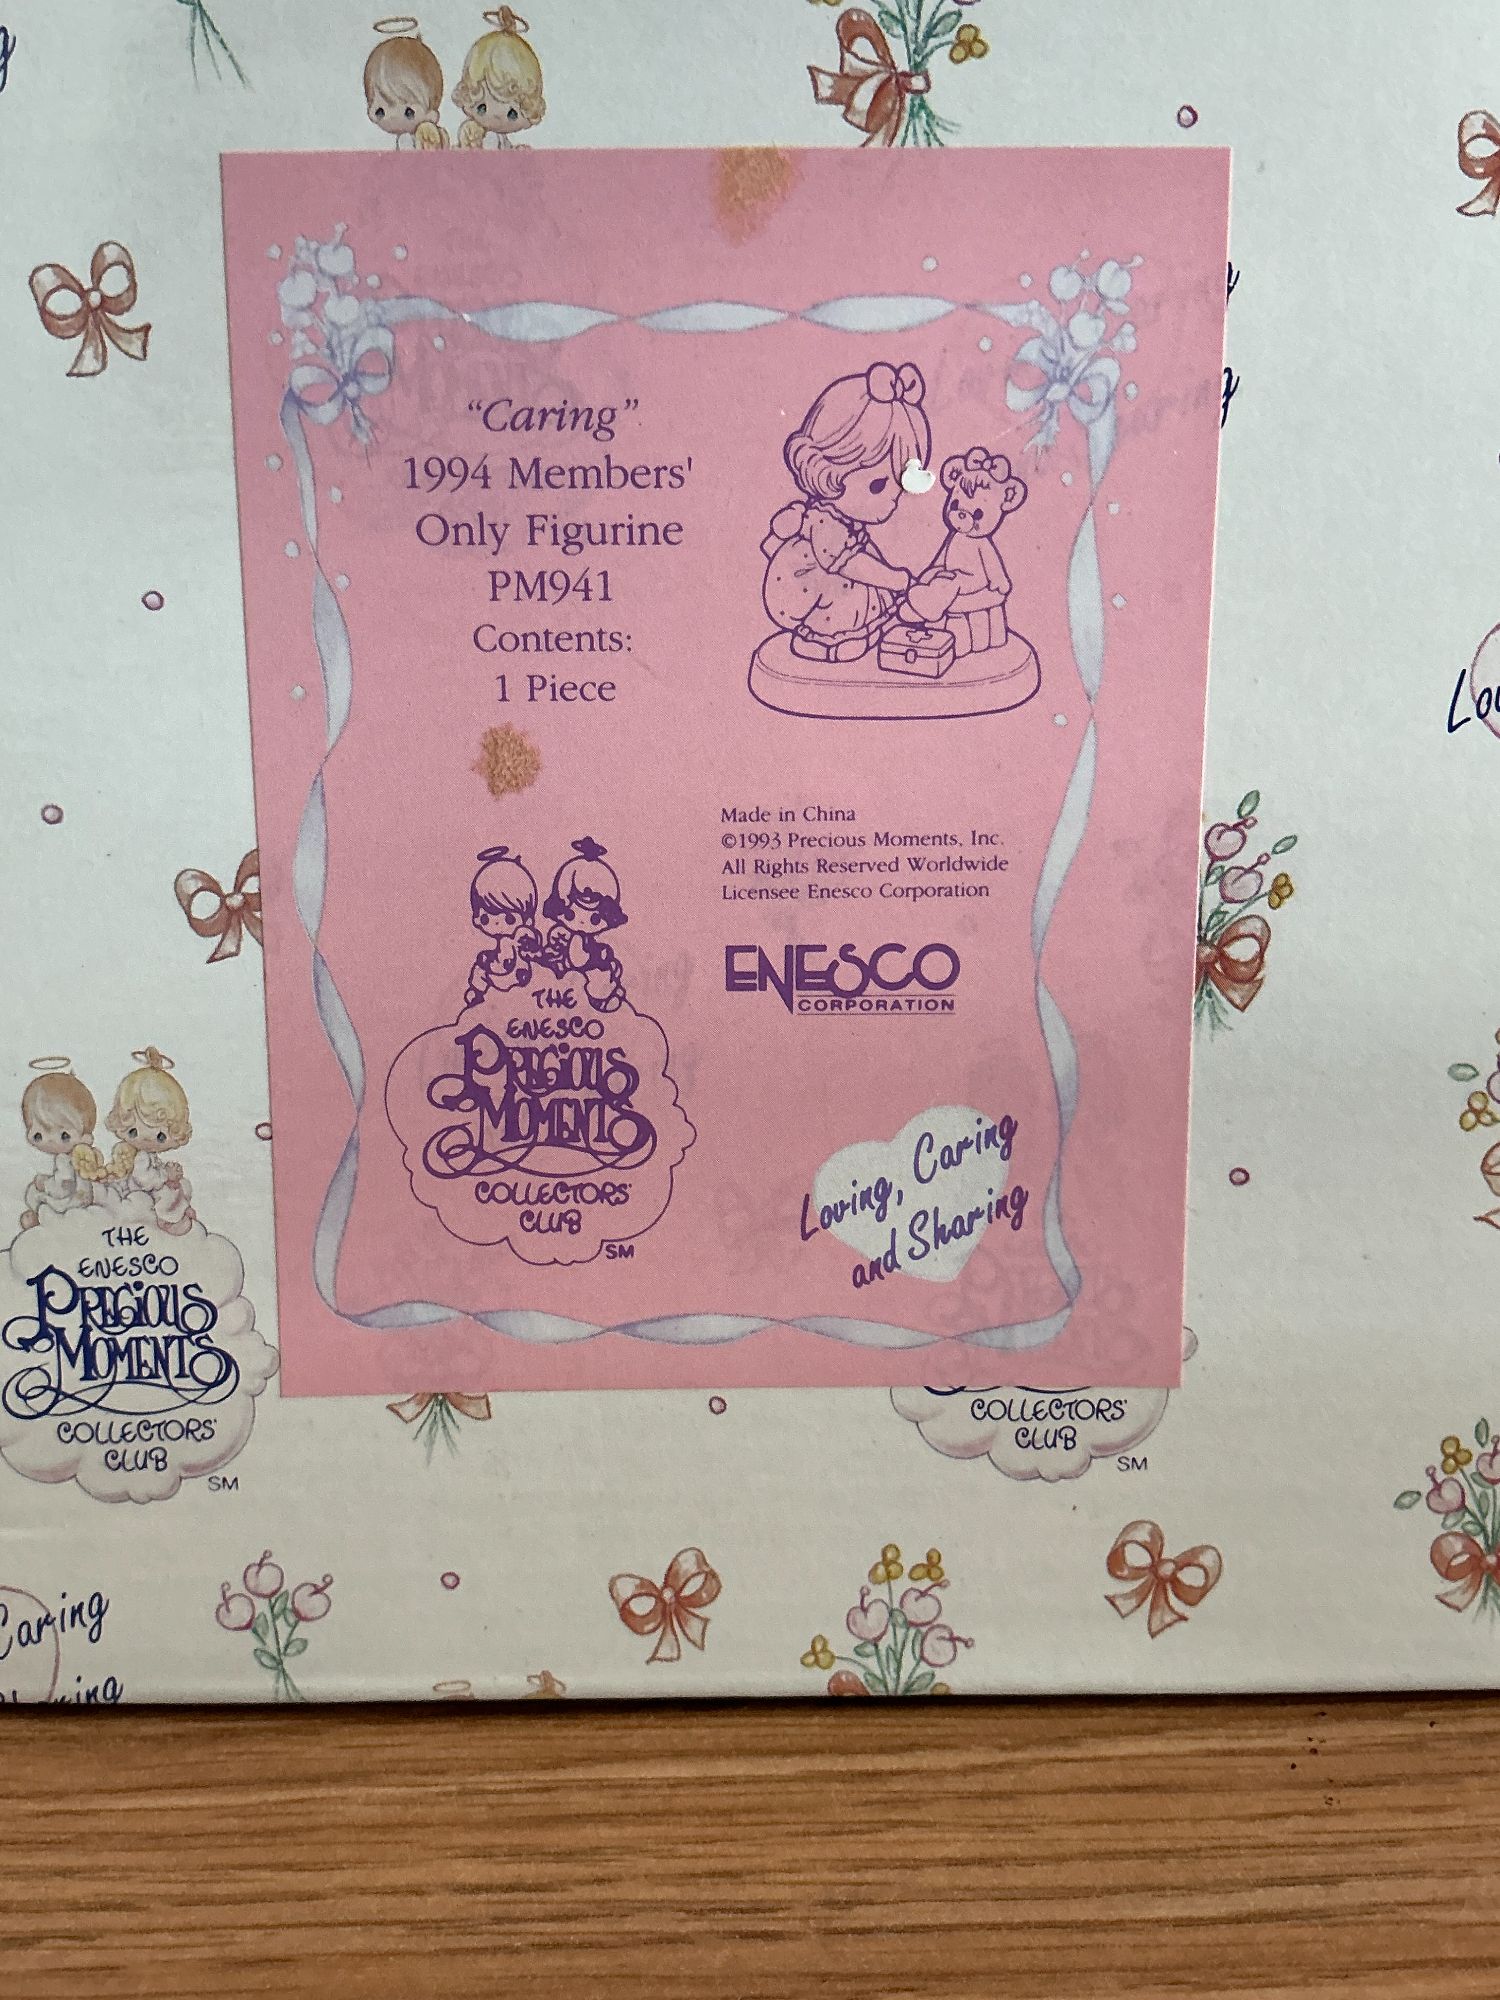 "Caring"
1994 Members'
Only Figurine
PM941
Contents:
1 Piece
Made in China
©1993 Precious Moments, Inc.
All Rights Reserved Worldwide
Licensee Enesco Corporation
ENESCO
CORPORATION
THE
ENESCO
PRECIOUS
MOMENTS
COLLECTORS'
CLUB
SM
Loving, Caring
and Sharing
THE
ENESCO
PRECIOUS
MOMENTS
COLLECTORS'
CLUB
SM
COLLECTORS'
CLUB
SM
Caring